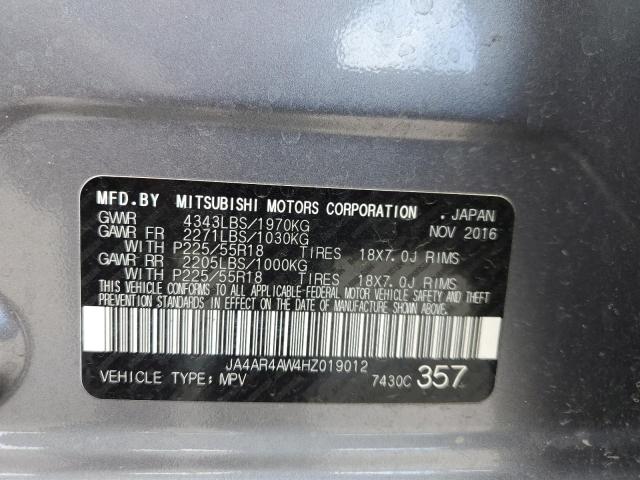 MFD.BY MITSUBISHI MOTORS CORPORATION . JAPAN
GVWR 4343LBS/1970KG NOV 2016
GAWR FR 2271LBS/1030KG
WITH P225/55R18 TIRES 18X7.0J RIMS
GAWR RR 2205LBS/1000KG
WITH P225/55R18 TIRES 18X7.0J RIMS
THIS VEHICLE CONFORMS TO ALL APPLICABLE-FEDERAL MOTOR VEHICLE SAFETY AND THEFT
PREVENTION STANDARDS IN EFFECT ON THE DATE OF MANUFACTURE SHOWN ABOVE.
JA4AR4AW4HZ019012
VEHICLE TYPE:MPV 7430C 357